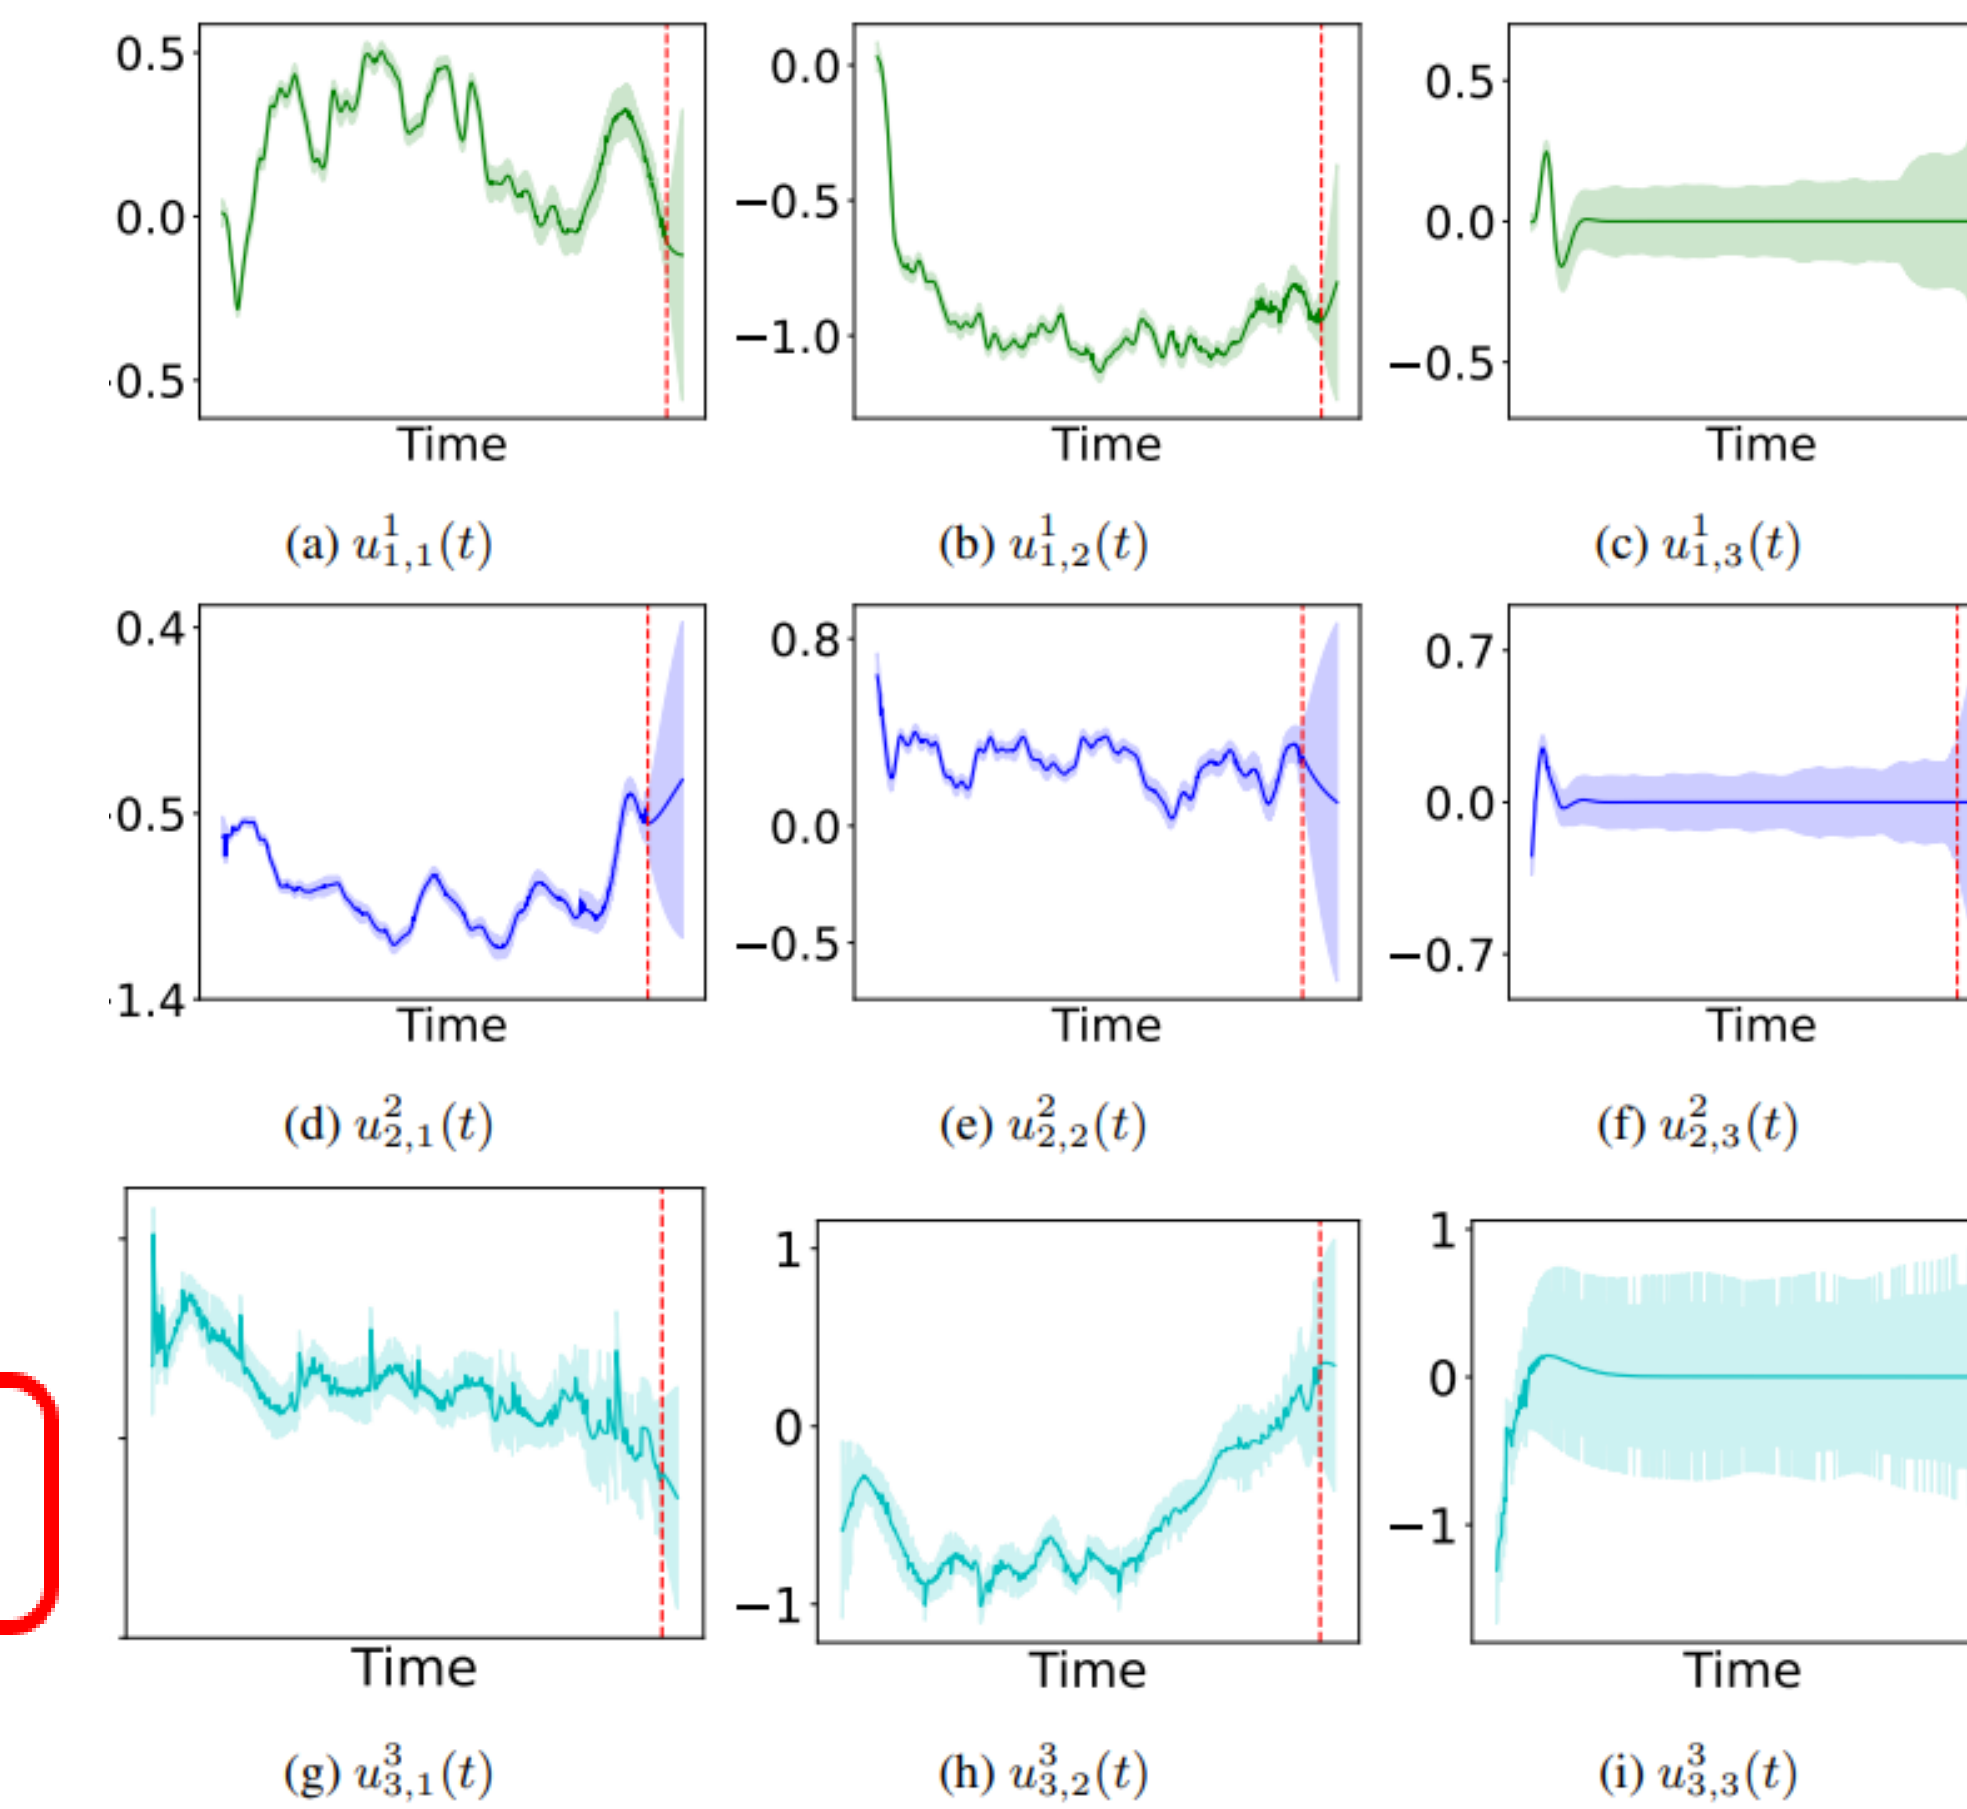 0.5
0.0
-0.5
Time
(a) u^1_{1,1}(t)
0.0
−0.5
−1.0
Time
(b) u^1_{1,2}(t)
0.5
0.0
−0.5
Time
(c) u^1_{1,3}(t)
0.4
-0.5
-1.4
Time
(d) u^2_{2,1}(t)
0.8
0.0
−0.5
Time
(e) u^2_{2,2}(t)
0.7
0.0
−0.7
Time
(f) u^2_{2,3}(t)
Time
(g) u^3_{3,1}(t)
1
0
−1
Time
(h) u^3_{3,2}(t)
1
0
−1
Time
(i) u^3_{3,3}(t)